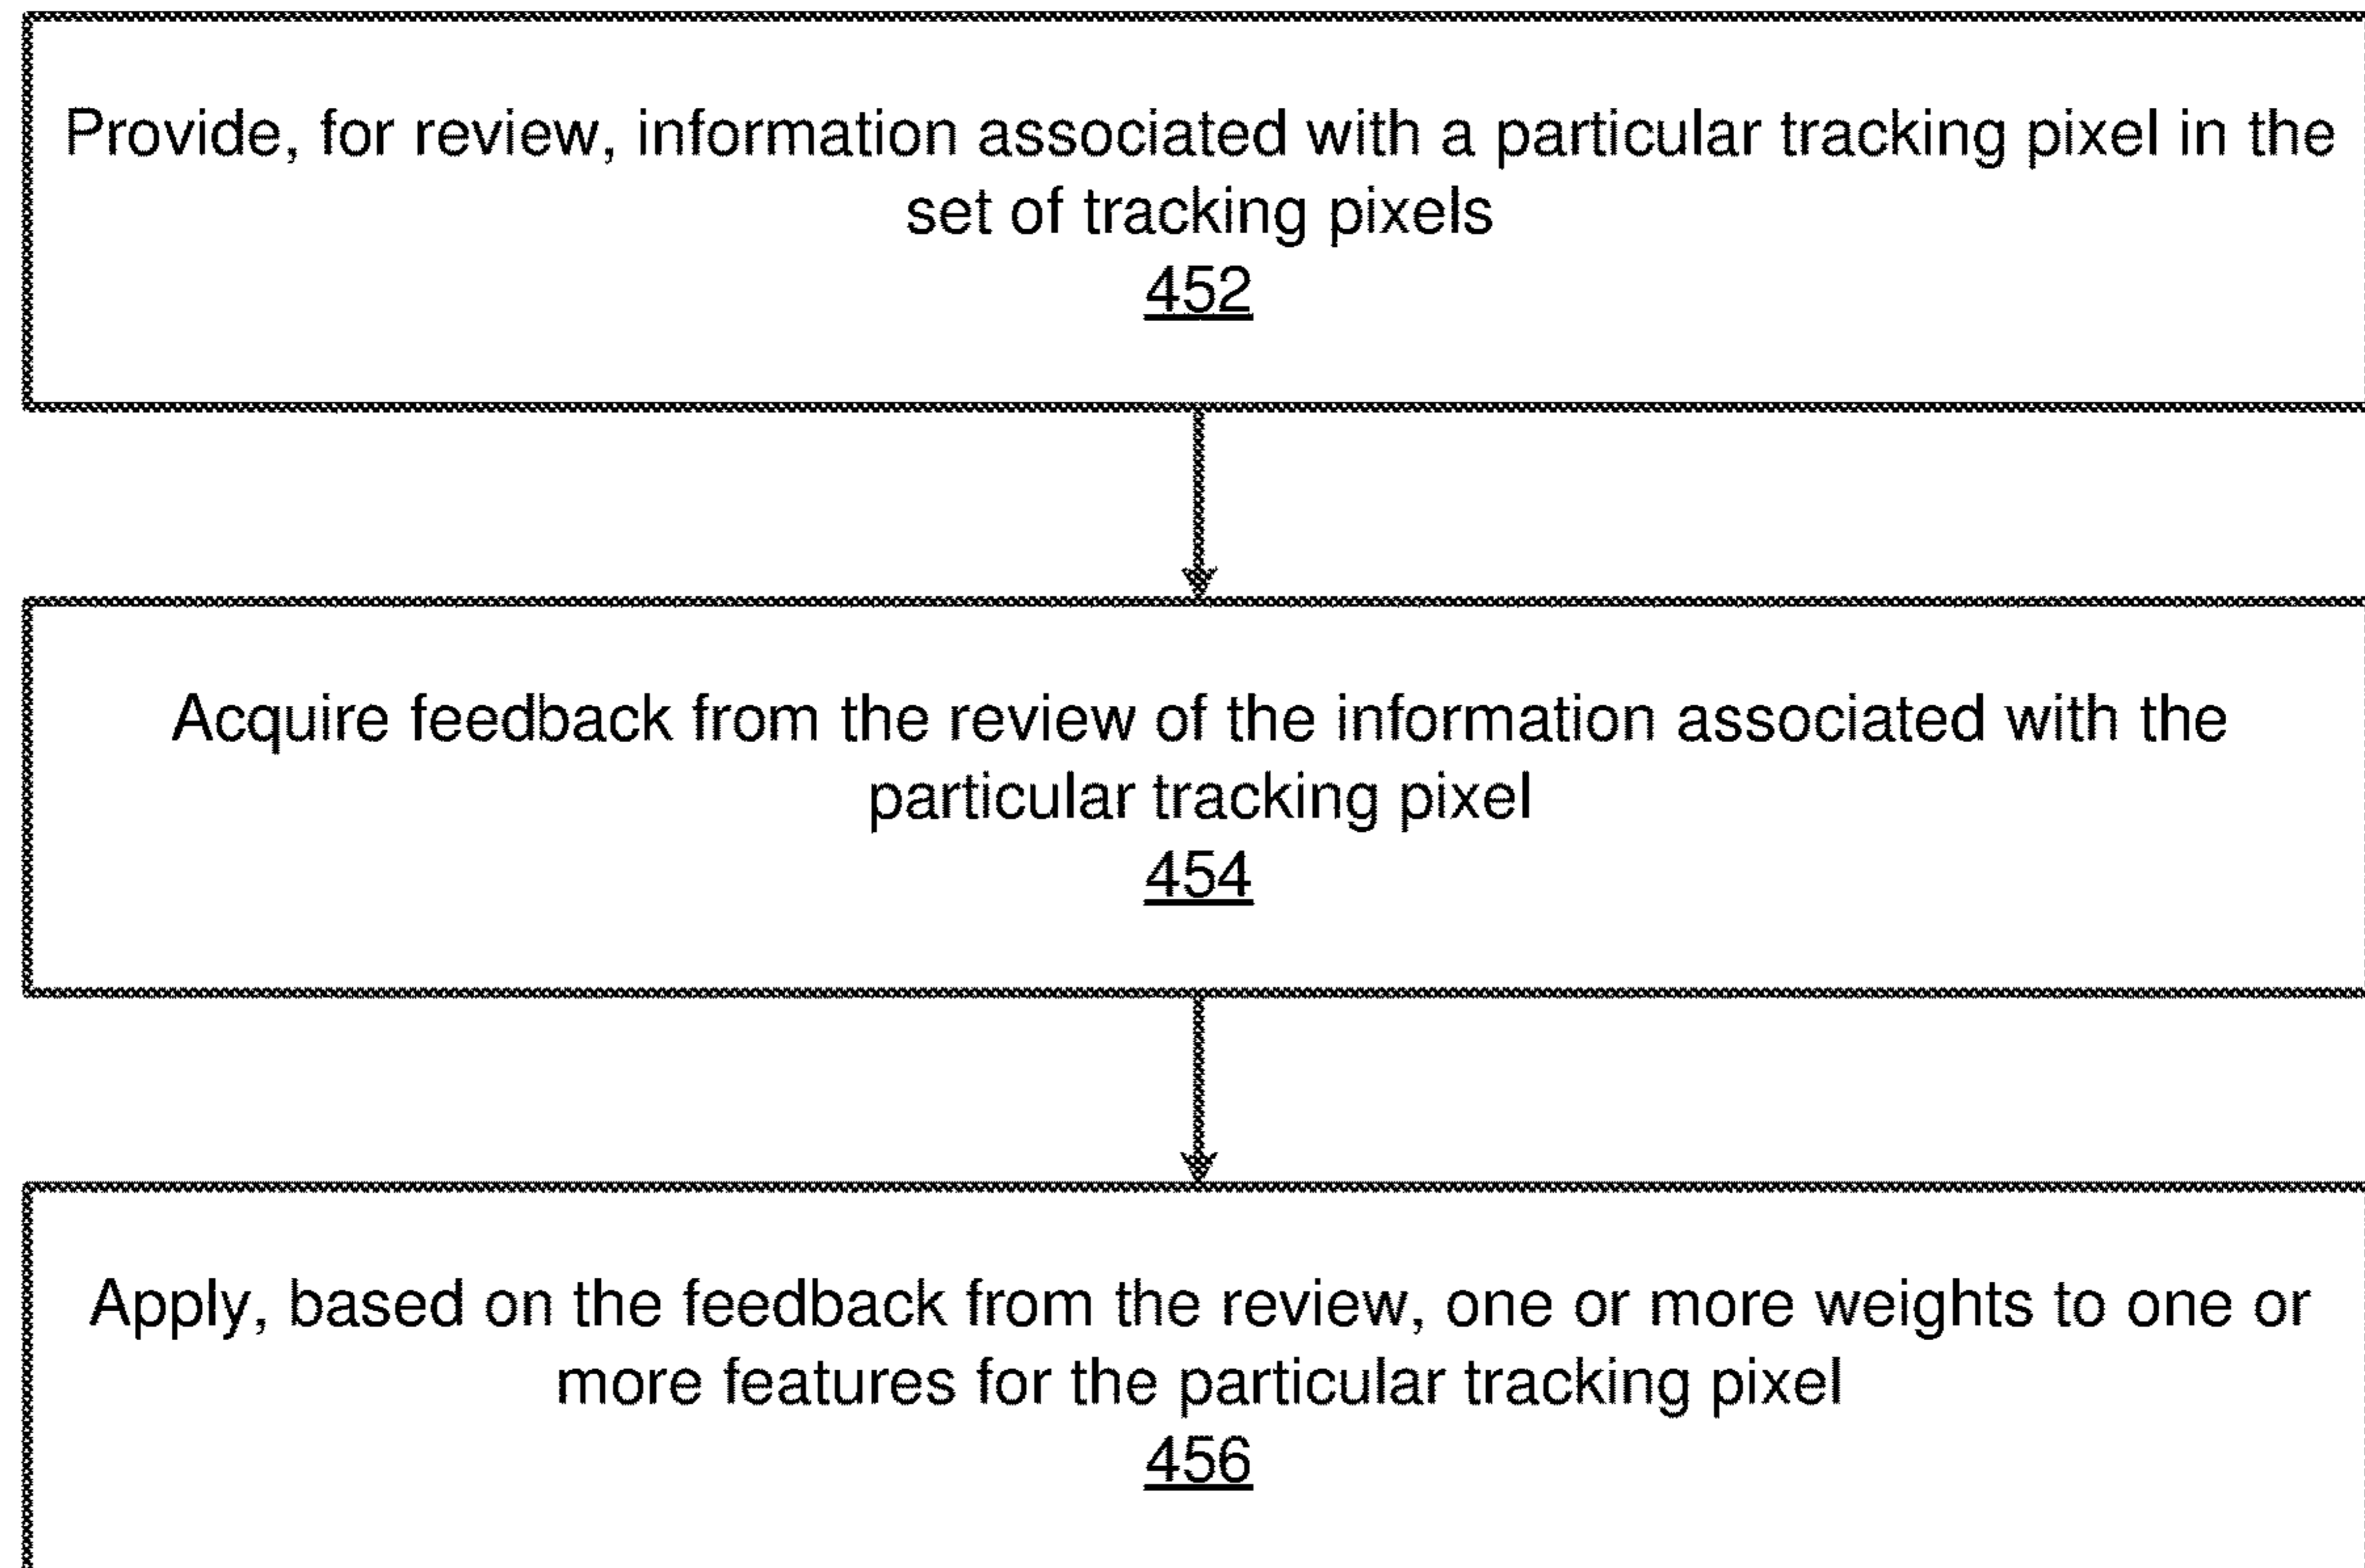 Provide, for review, information associated with a particular tracking pixel in the
set of tracking pixels
452
Acquire feedback from the review of the information associated with the
particular tracking pixel
454
Apply, based on the feedback from the review, one or more weights to one or
more features for the particular tracking pixel
456